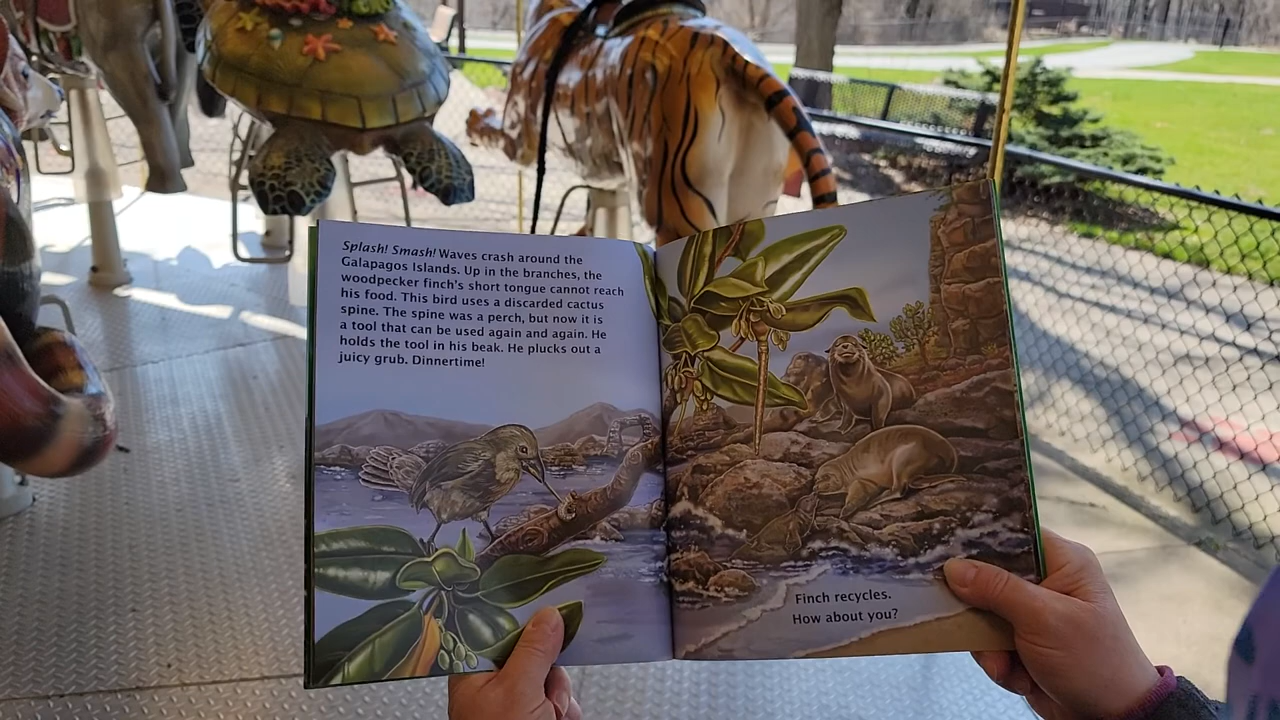 Splash! Smash! Waves crash around the
Galapagos Islands. Up in the branches, the
woodpecker finch's short tongue cannot reach
his food. This bird uses a discarded cactus
spine. The spine was a perch, but now it is
a tool that can be used again and again. He
holds the tool in his beak. He plucks out a
juicy grub. Dinnertime!
Finch recycles.
How about you?